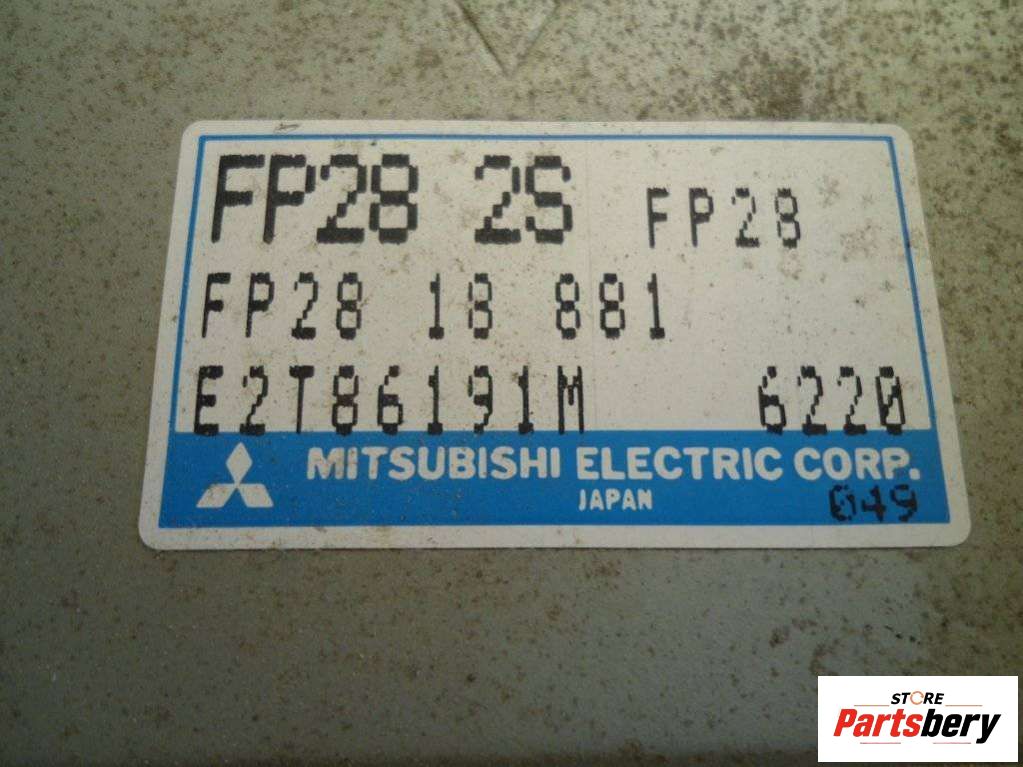 FP28 2S FP28
FP28 18 881
E2T86191M 6220
MITSUBISHI ELECTRIC CORP.
JAPAN 049
STORE
Partsbery